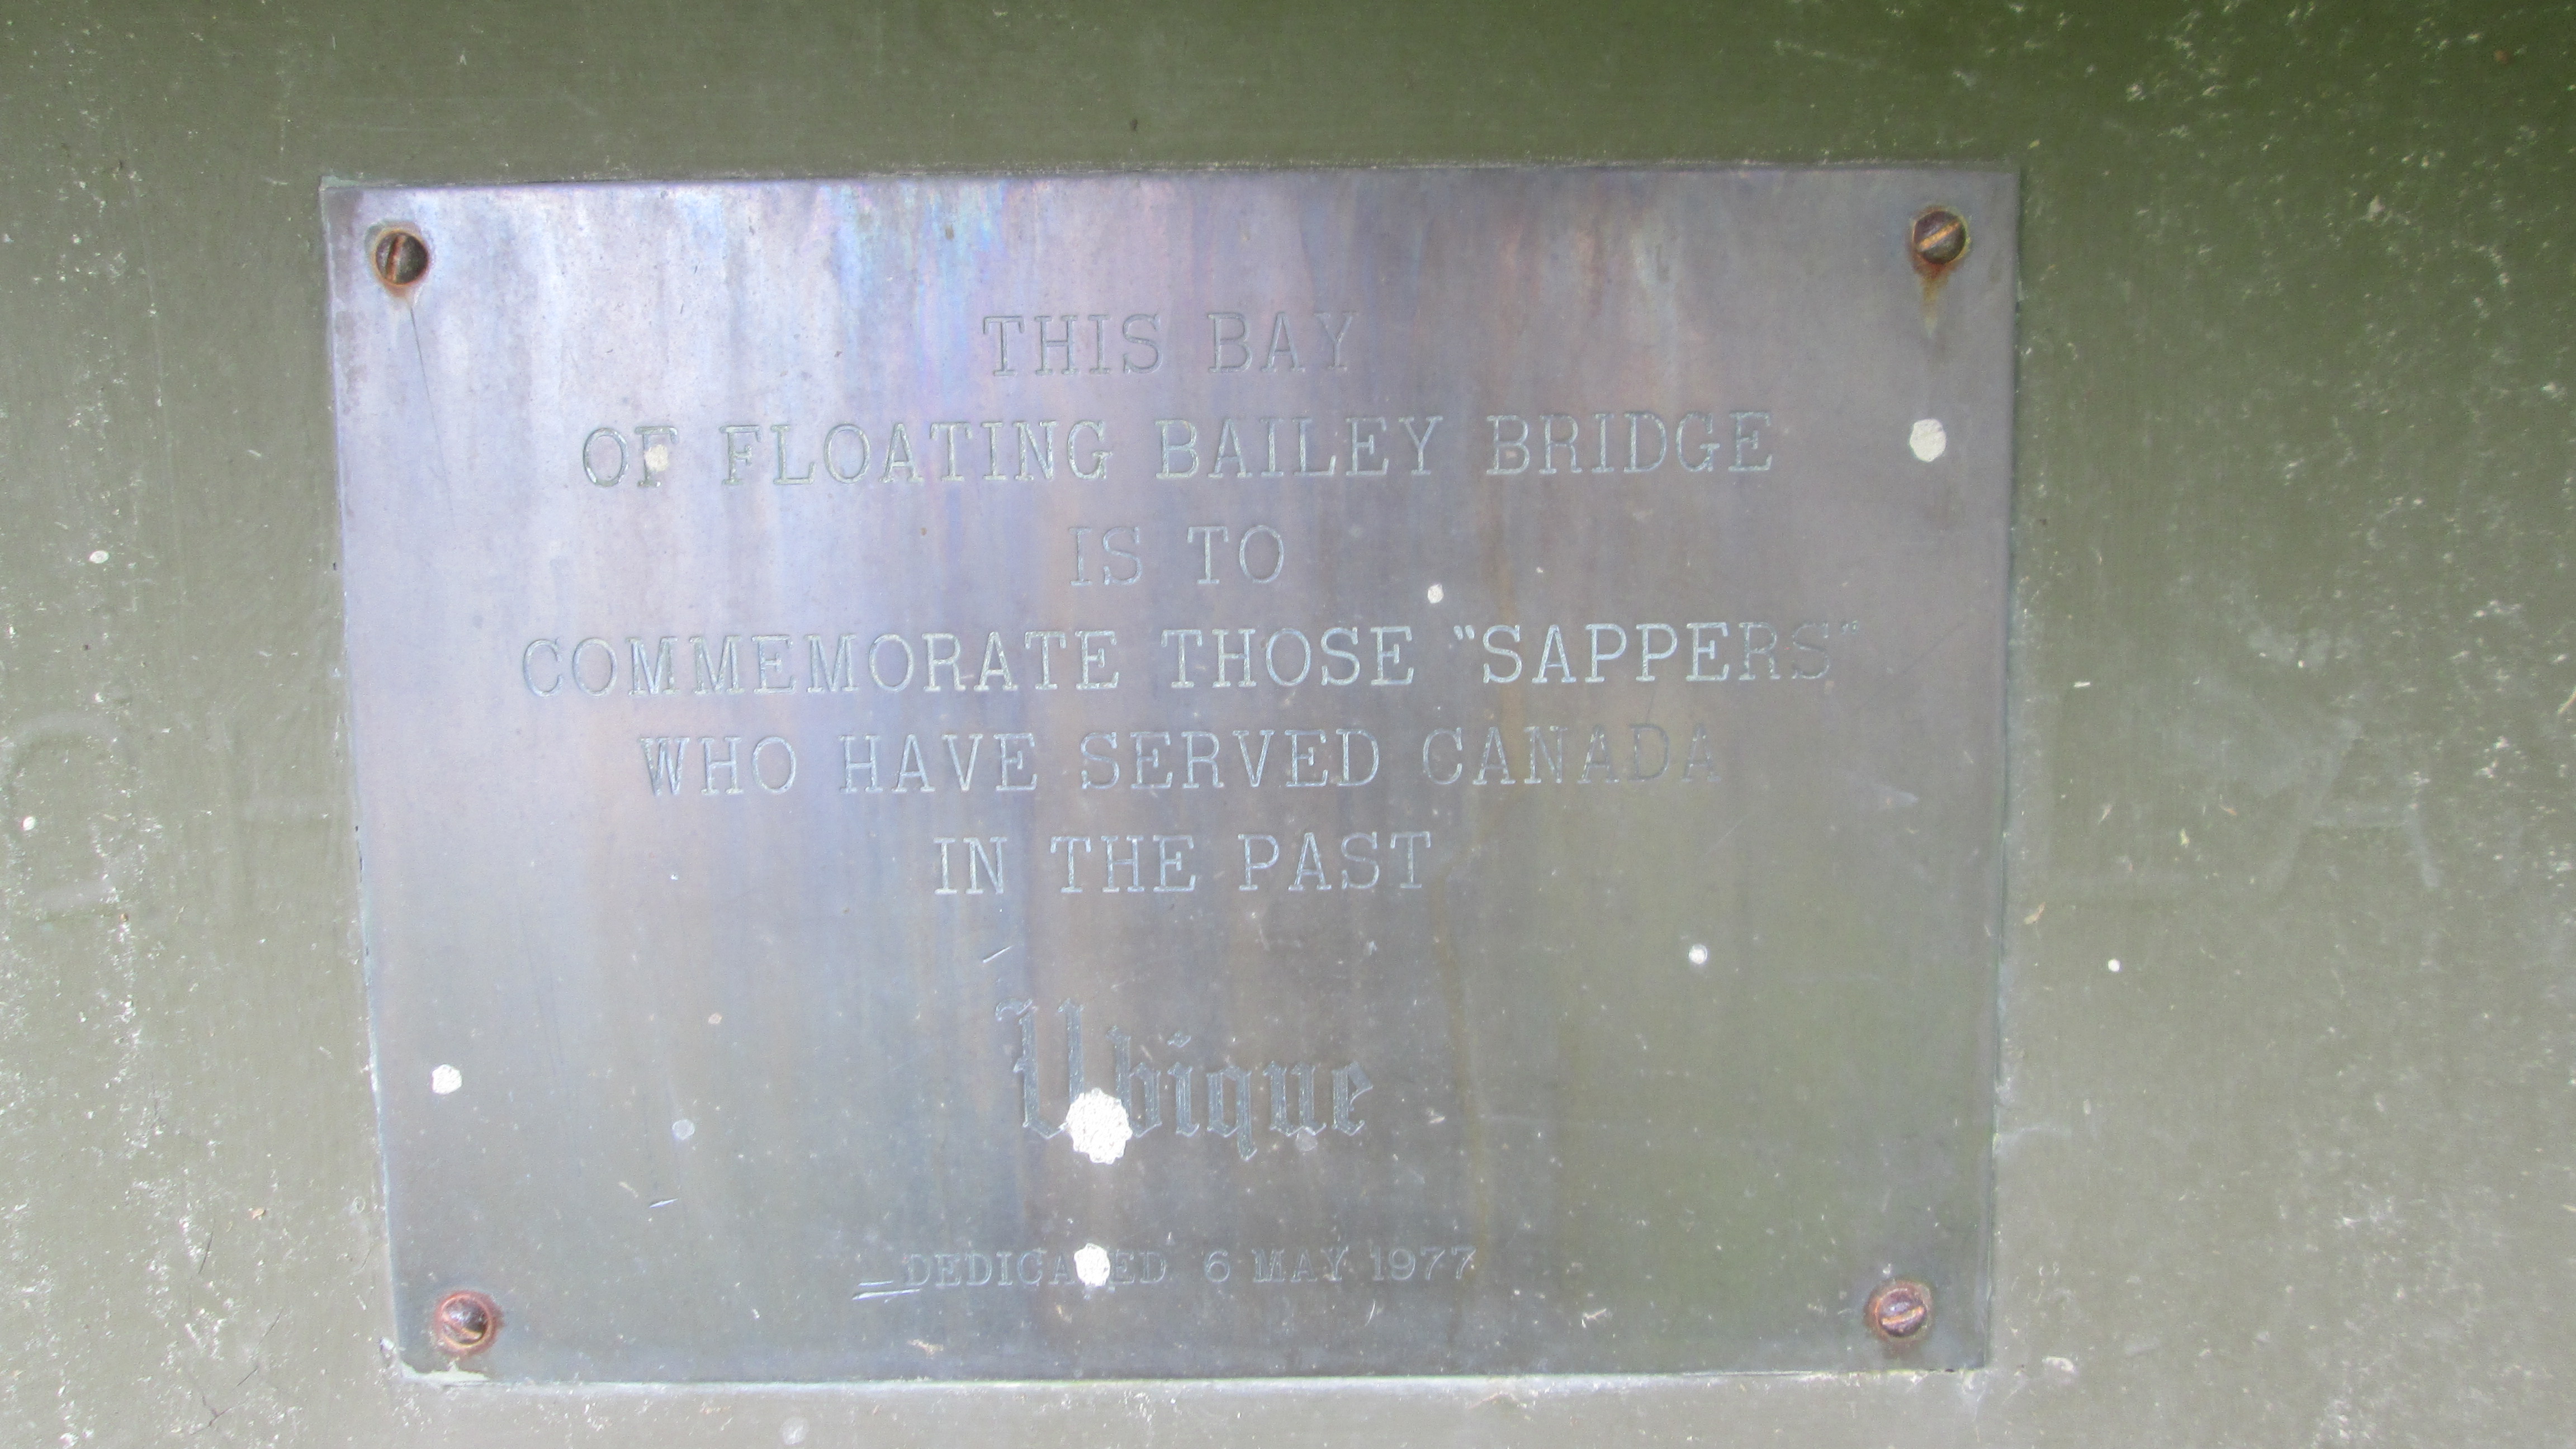 THIS BAY
OF FLOATING BAILEY BRIDGE
IS TO
COMMEMORATE THOSE "SAPPERS"
WHO HAVE SERVED CANADA
IN THE PAST
Ubique
DEDICATED 6 MAY 1977